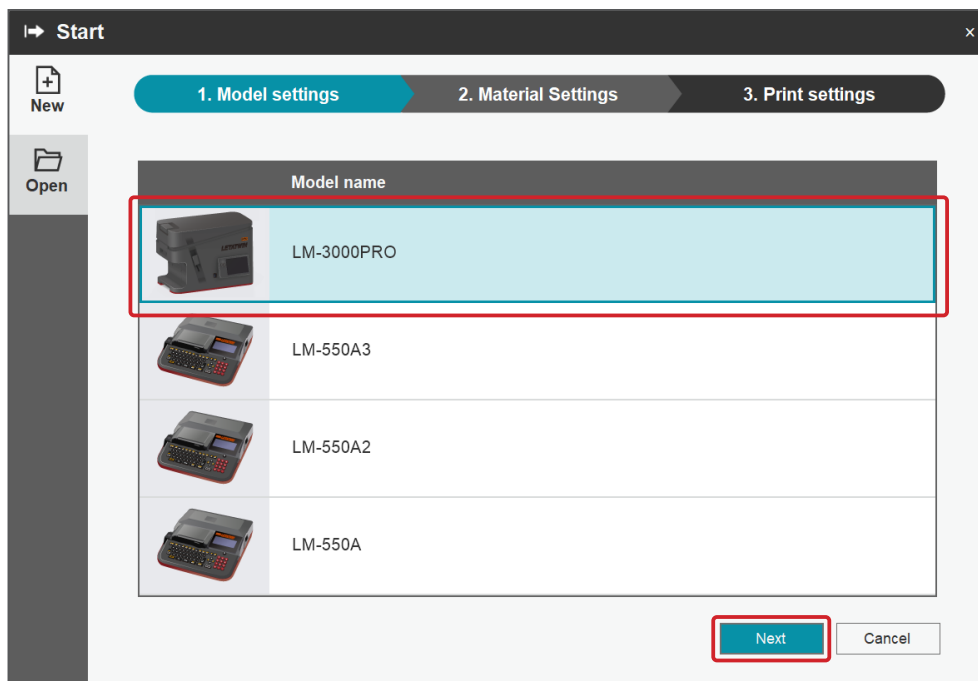 Start
×
New
Open
1. Model settings
2. Material Settings
3. Print settings
Model name
LM-3000PRO
LM-550A3
LM-550A2
LM-550A
Next
Cancel